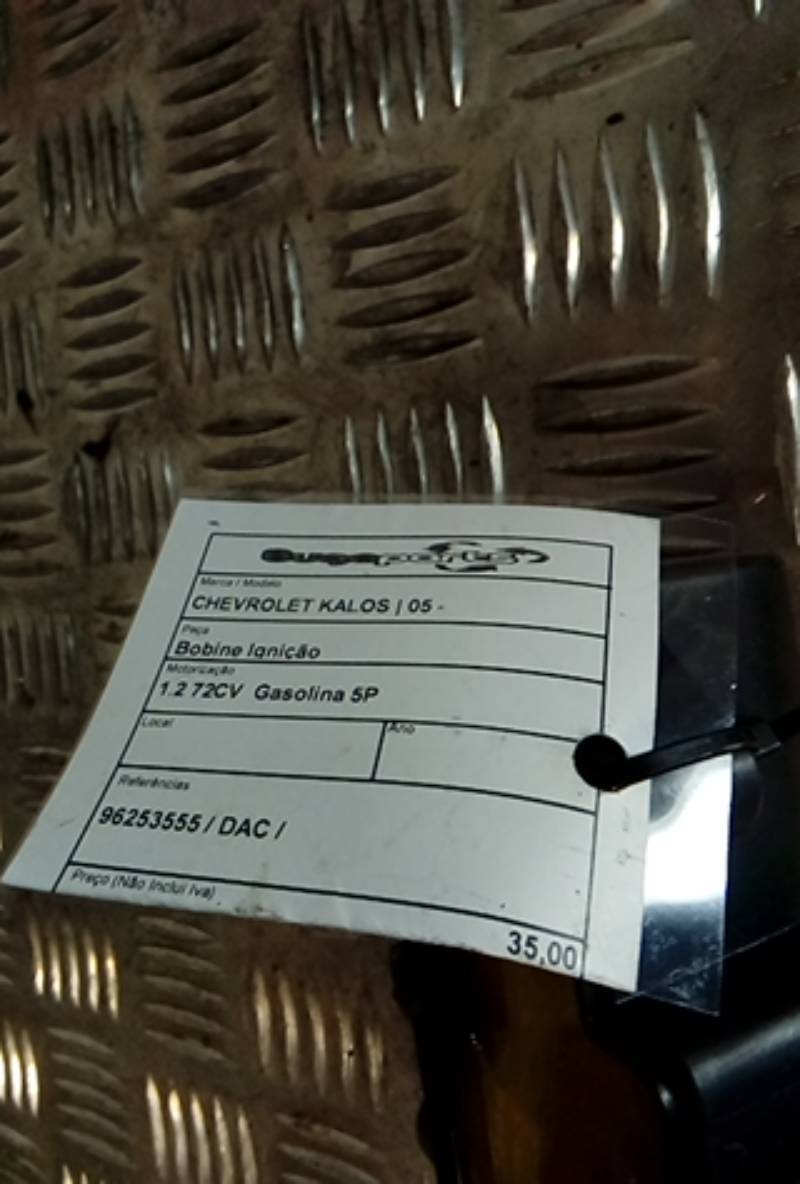 Marca / Modelo
CHEVROLET KALOS | 05 -
Peça
Bobine Ignição
Motorização
1.2 72CV Gasolina 5P
Local
Ano
Referências
96253555 / DAC /
Preço (Não Inclui Iva)
35,00